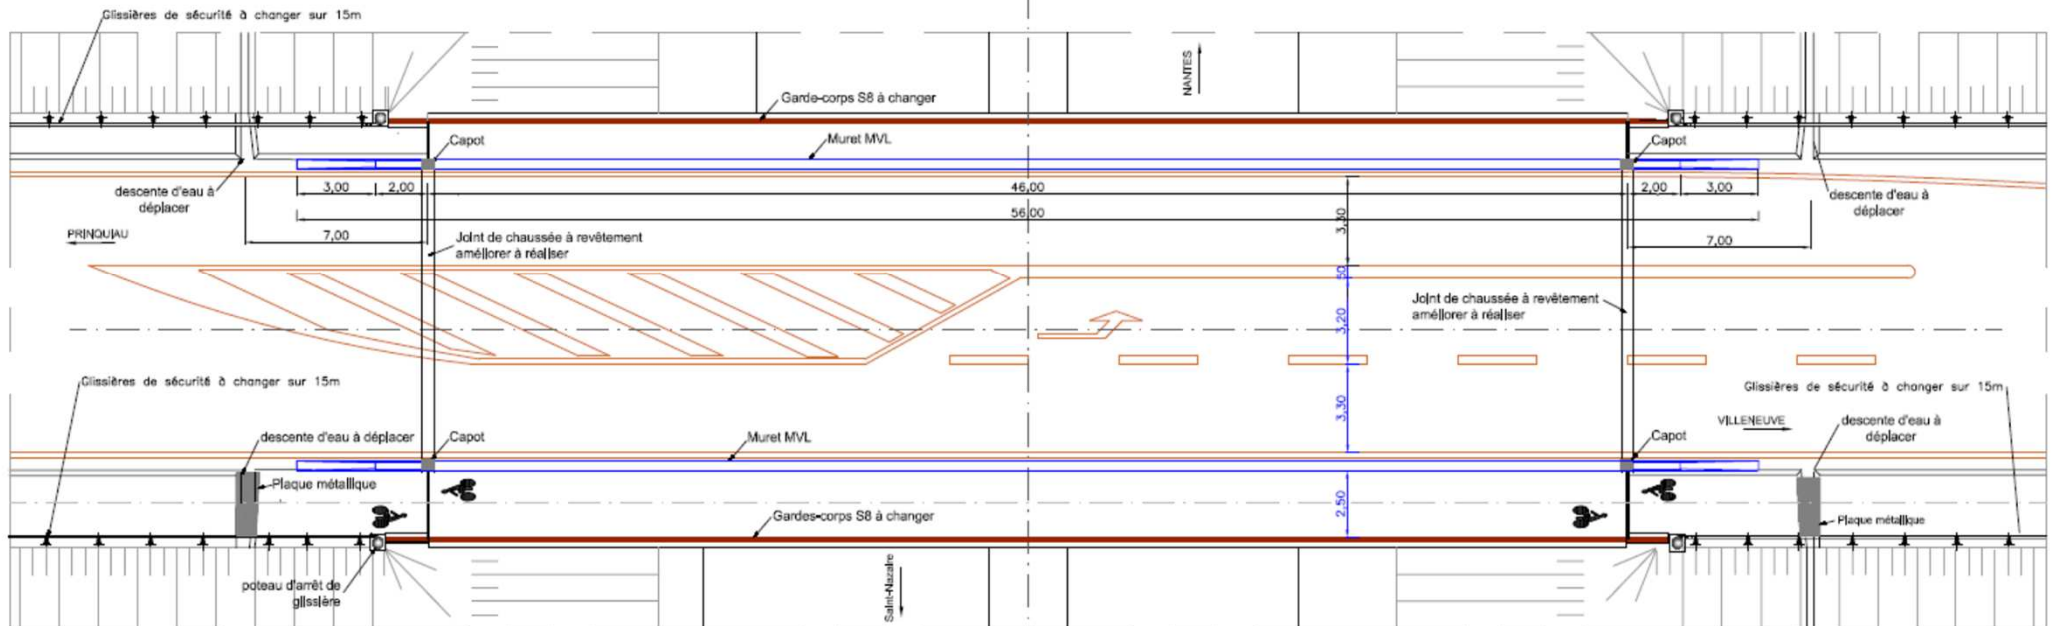 Glissières de sécurité à changer sur 15m
NANTES
Garde-corps S8 à changer
Capot
Muret MVL
Capot
descente d'eau à
déplacer
3,00
2,00
46,00
2,00
3,00
descente d'eau à
déplacer
56,00
3,30
PRINQUIAU
7,00
Joint de chaussée à revêtement
améliorer à réaliser
7,00
50
Joint de chaussée à revêtement
améliorer à réaliser
3,20
Glissières de sécurité à changer sur 15m
3,30
Glissières de sécurité à changer sur 15m
VILLENEUVE
descente d'eau à
déplacer
descente d'eau à déplacer
Capot
Muret MVL
Capot
Plaque métallique
2,50
Gardes-corps S8 à changer
Plaque métallique
poteau d'arrêt de
glissière
Saint-Nazaire